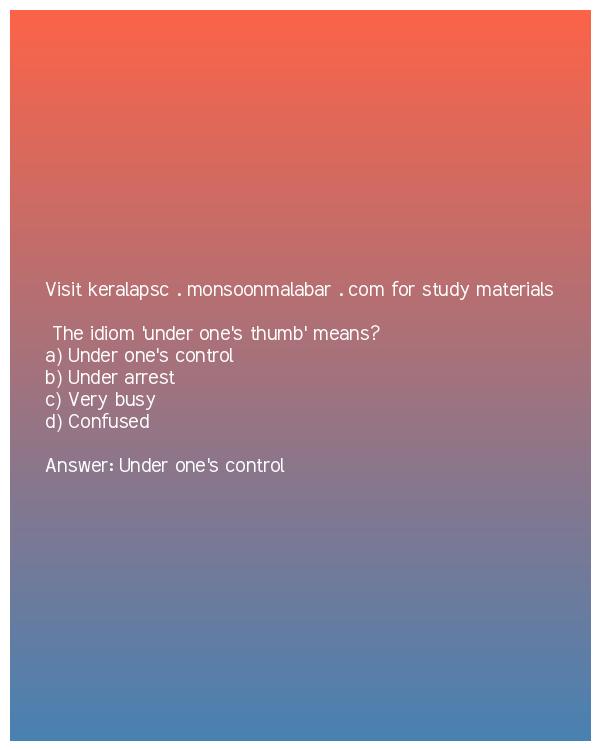 Visit keralapsc . monsoonmalabar . com for study materials
The idiom 'under one's thumb' means?
a) Under one's control
b) Under arrest
c) Very busy
d) Confused
Answer: Under one's control